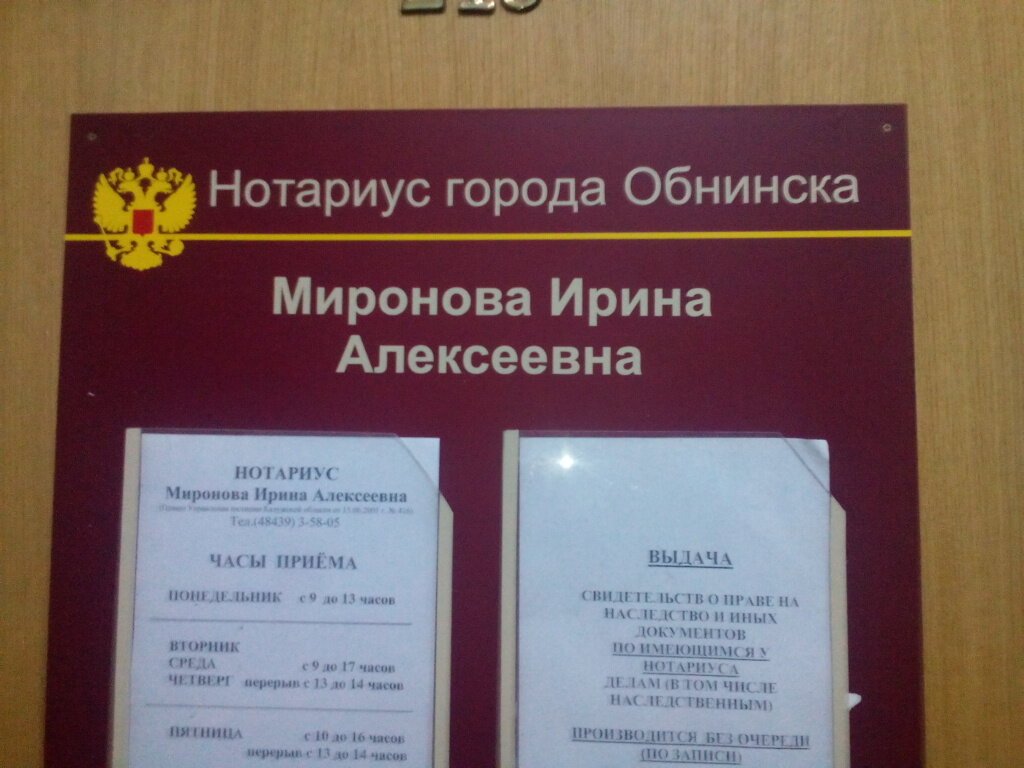 Нотариус города Обнинска
Миронова Ирина
Алексеевна
НОТАРИУС
Миронова Ирина Алексеевна
Тел.(48439) 3-58-05
ЧАСЫ ПРИЁМА
ПОНЕДЕЛЬНИК с 9 до 13 часов
ВТОРНИК
СРЕДА с 9 до 17 часов
ЧЕТВЕРГ перерыв с 13 до 14 часов
ПЯТНИЦА с 10 до 16 часов
перерыв с 13 до 14 часов
ВЫДАЧА
СВИДЕТЕЛЬСТВ О ПРАВЕ НА
НАСЛЕДСТВО И ИНЫХ
ДОКУМЕНТОВ
ПО ИМЕЮЩИМСЯ У
НОТАРИУСА
ДЕЛАМ (В ТОМ ЧИСЛЕ
НАСЛЕДСТВЕННЫМ)
ПРОИЗВОДИТСЯ БЕЗ ОЧЕРЕДИ
(ПО ЗАПИСИ)